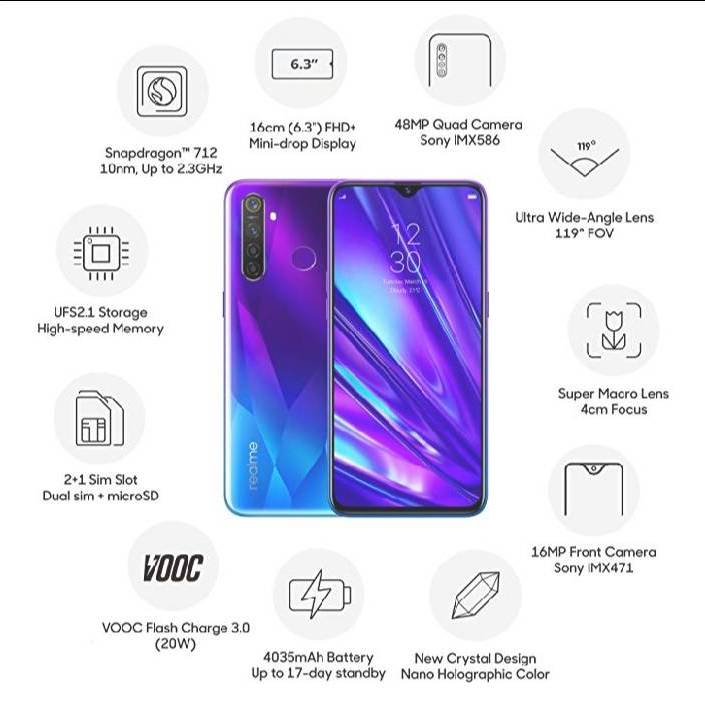 6.3"
119°
Snapdragon™ 712
10nm, Up to 2.3GHz
16cm (6.3") FHD+
Mini-drop Display
48MP Quad Camera
Sony IMX586
Ultra Wide-Angle Lens
119° FOV
UFS2.1 Storage
High-speed Memory
12
30
Super Macro Lens
4cm Focus
2+1 Sim Slot
Dual sim + microSD
realme
16MP Front Camera
Sony IMX471
VOOC
VOOC Flash Charge 3.0
(20W)
4035mAh Battery
Up to 17-day standby
New Crystal Design
Nano Holographic Color